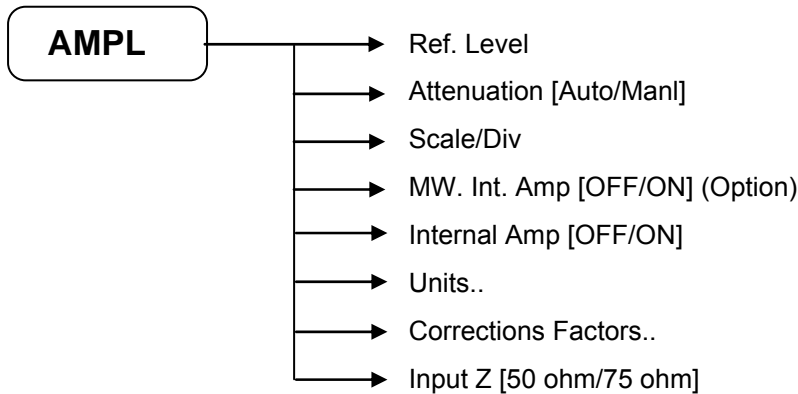 AMPL
Ref. Level
Attenuation [Auto/Manl]
Scale/Div
MW. Int. Amp [OFF/ON] (Option)
Internal Amp [OFF/ON]
Units..
Corrections Factors..
Input Z [50 ohm/75 ohm]